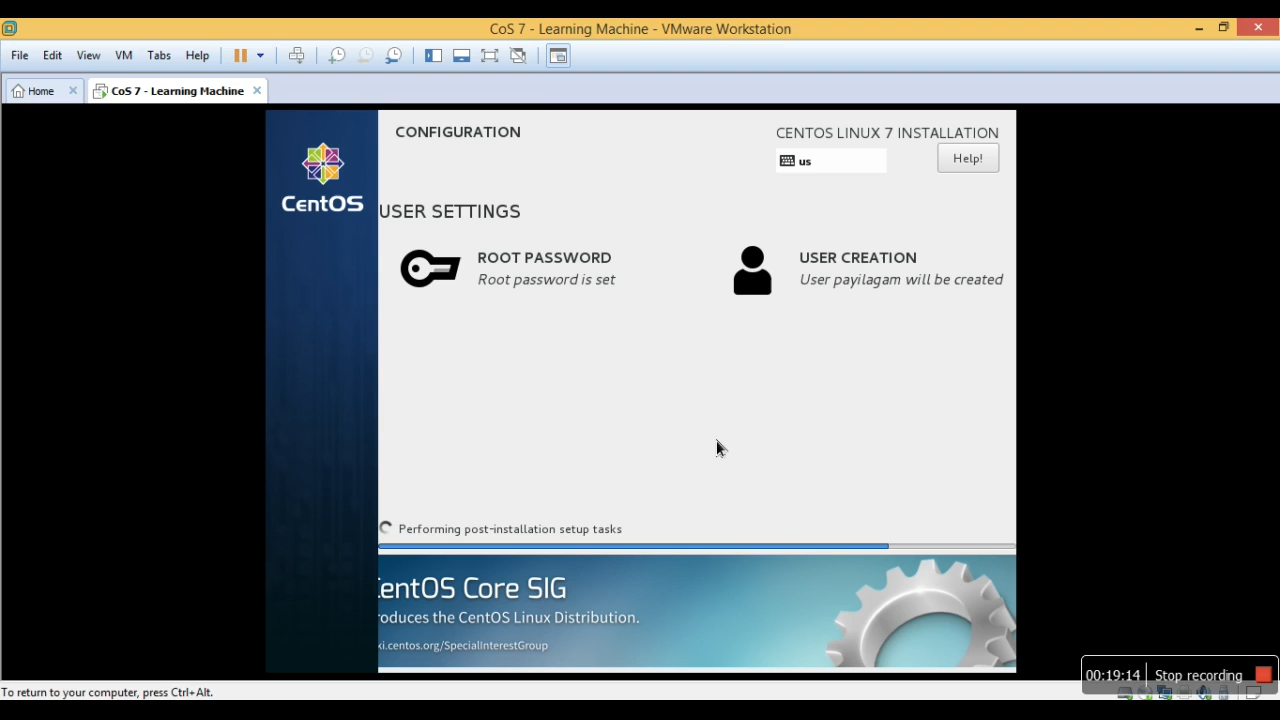 CoS 7 - Learning Machine - VMware Workstation
File Edit View VM Tabs Help
Home
CoS 7 - Learning Machine
CONFIGURATION
CENTOS LINUX 7 INSTALLATION
us
Help!
CentOS
USER SETTINGS
ROOT PASSWORD
Root password is set
USER CREATION
User payilagam will be created
Performing post-installation setup tasks
CentOS Core SIG
roduces the CentOS Linux Distribution.
ki.centos.org/SpecialInterestGroup
00:19:14 Stop recording
To return to your computer, press Ctrl+Alt.